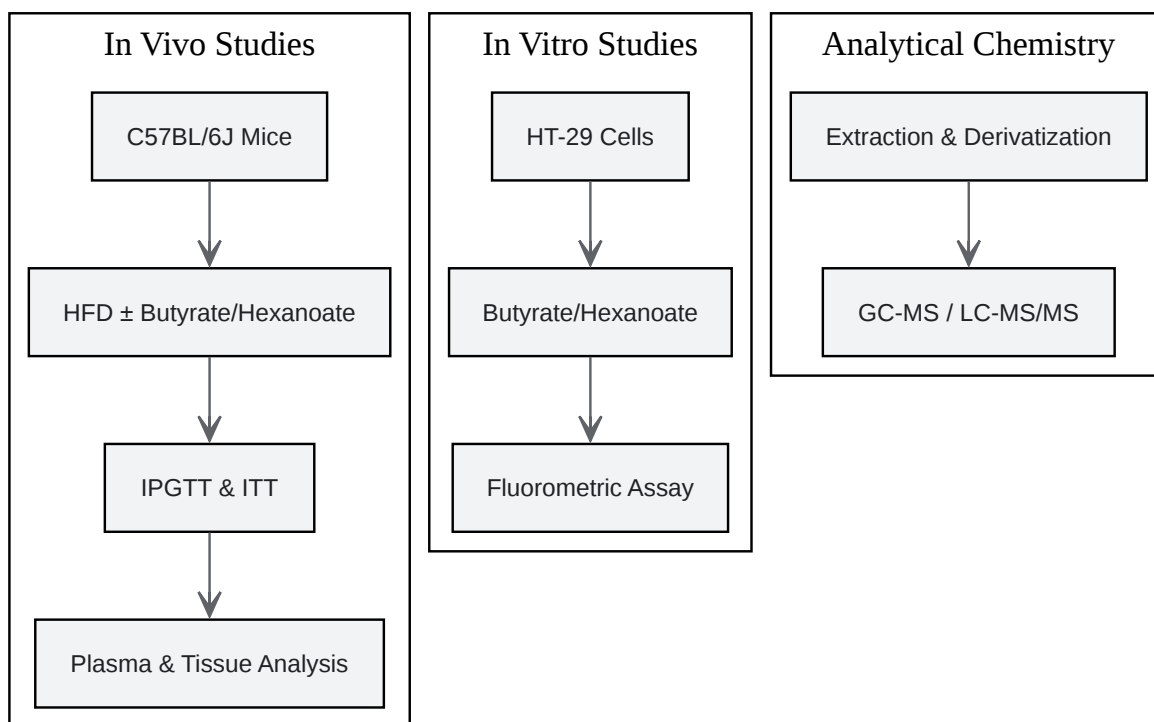 In Vivo Studies
C57BL/6J Mice
HFD ± Butyrate/Hexanoate
IPGTT & ITT
Plasma & Tissue Analysis
In Vitro Studies
HT-29 Cells
Butyrate/Hexanoate
Fluorometric Assay
Analytical Chemistry
Extraction & Derivatization
GC-MS / LC-MS/MS